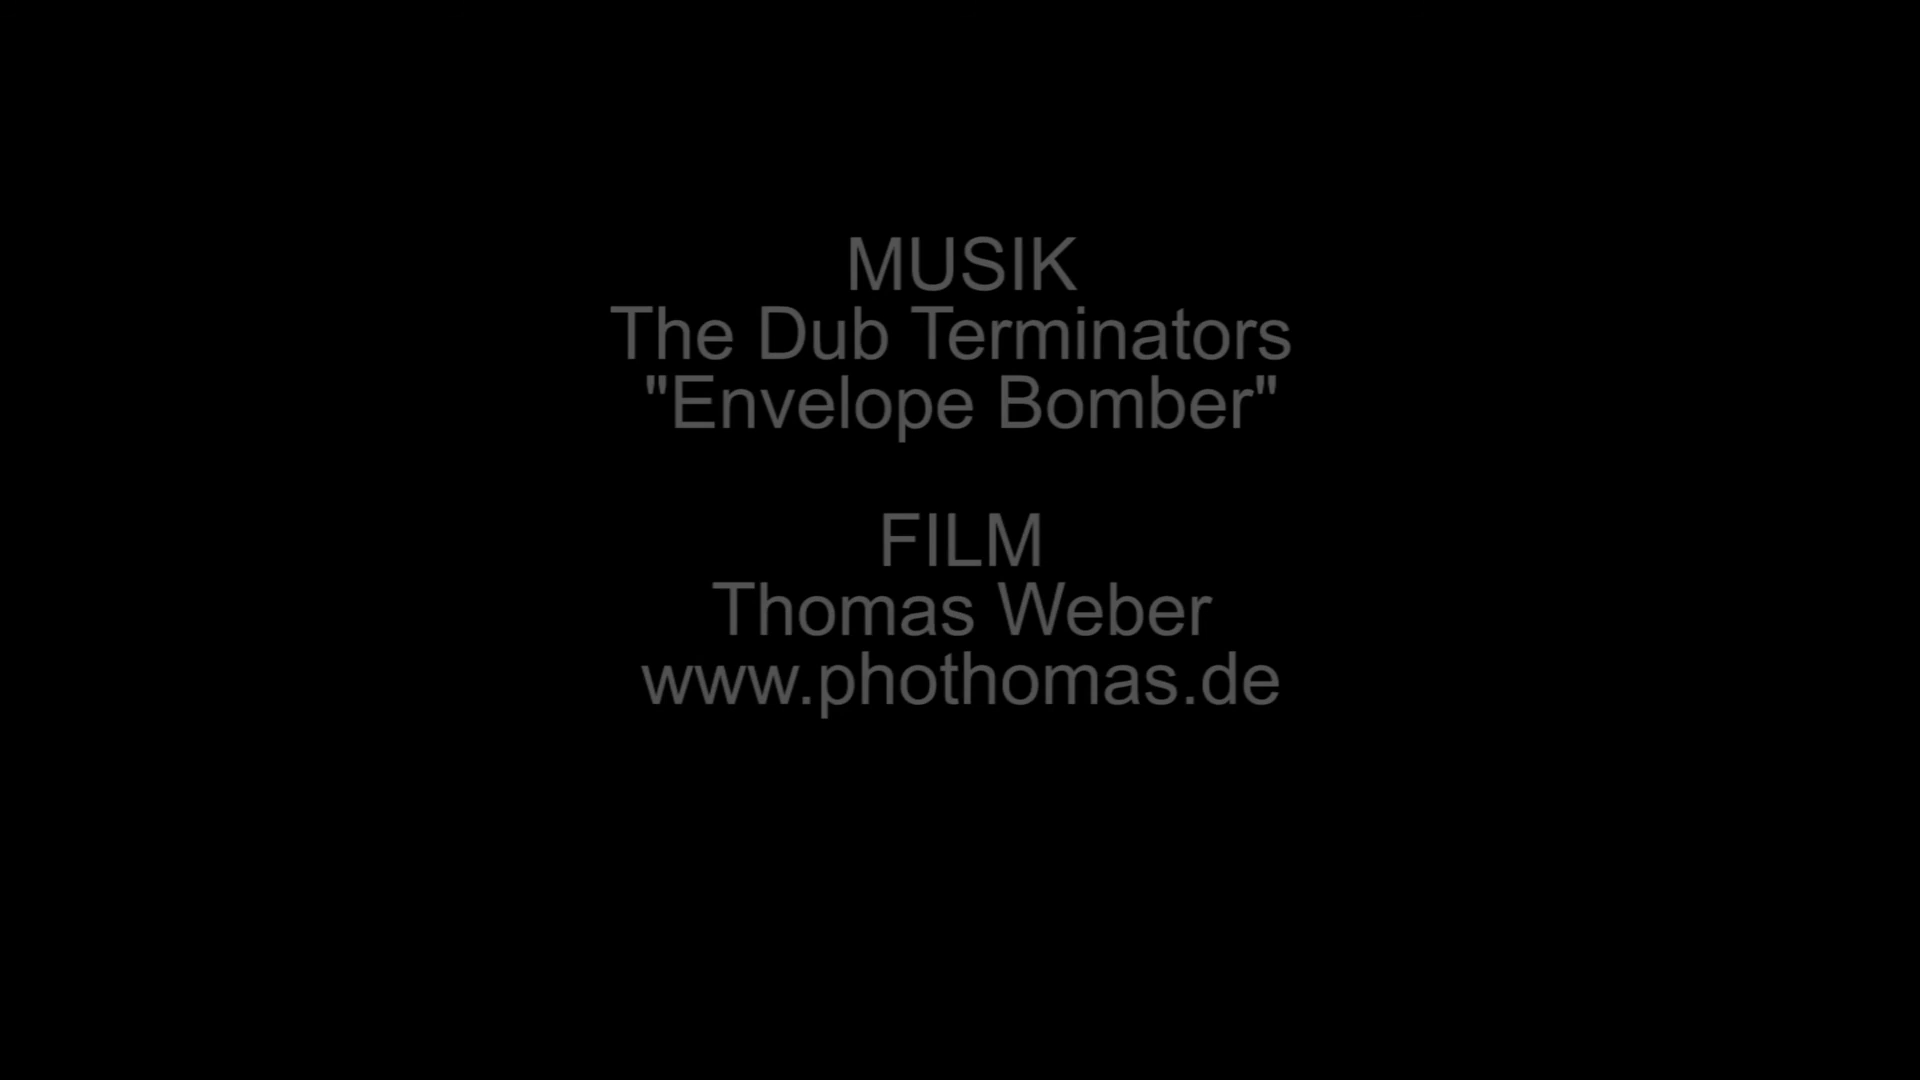 MUSIK
The Dub Terminators
"Envelope Bomber"
FILM
Thomas Weber
www.phothomas.de